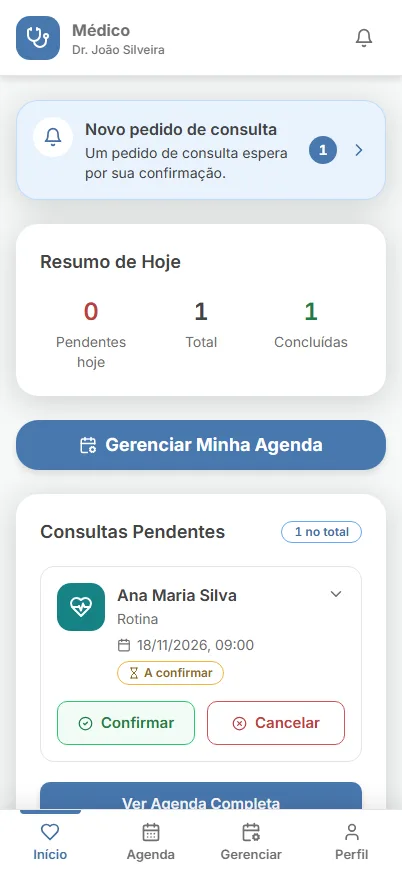 Médico
Dr. João Silveira
Novo pedido de consulta
Um pedido de consulta espera
por sua confirmação.
1
Resumo de Hoje
0
1
1
Pendentes
hoje
Total
Concluídas
Gerenciar Minha Agenda
Consultas Pendentes
1 no total
Ana Maria Silva
Rotina
18/11/2026, 09:00
A confirmar
Confirmar
Cancelar
Ver Agenda Completa
Início
Agenda
Gerenciar
Perfil